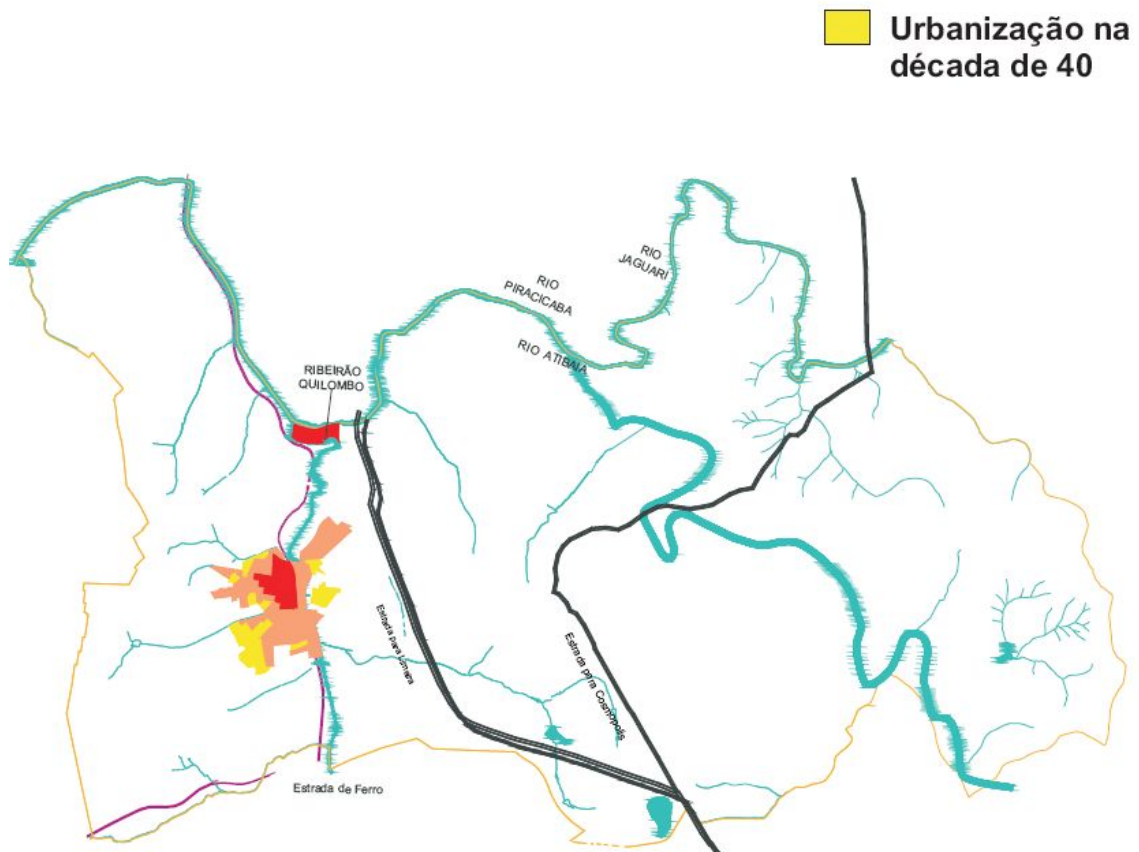 Urbanização na
década de 40
RIO
JAGUARÍ
RIO
PIRACICABA
RIO ATIBAIA
RIBEIRÃO
QUILOMBO
Estrada para Limeira
Estrada para Cosmópolis
Estrada de Ferro